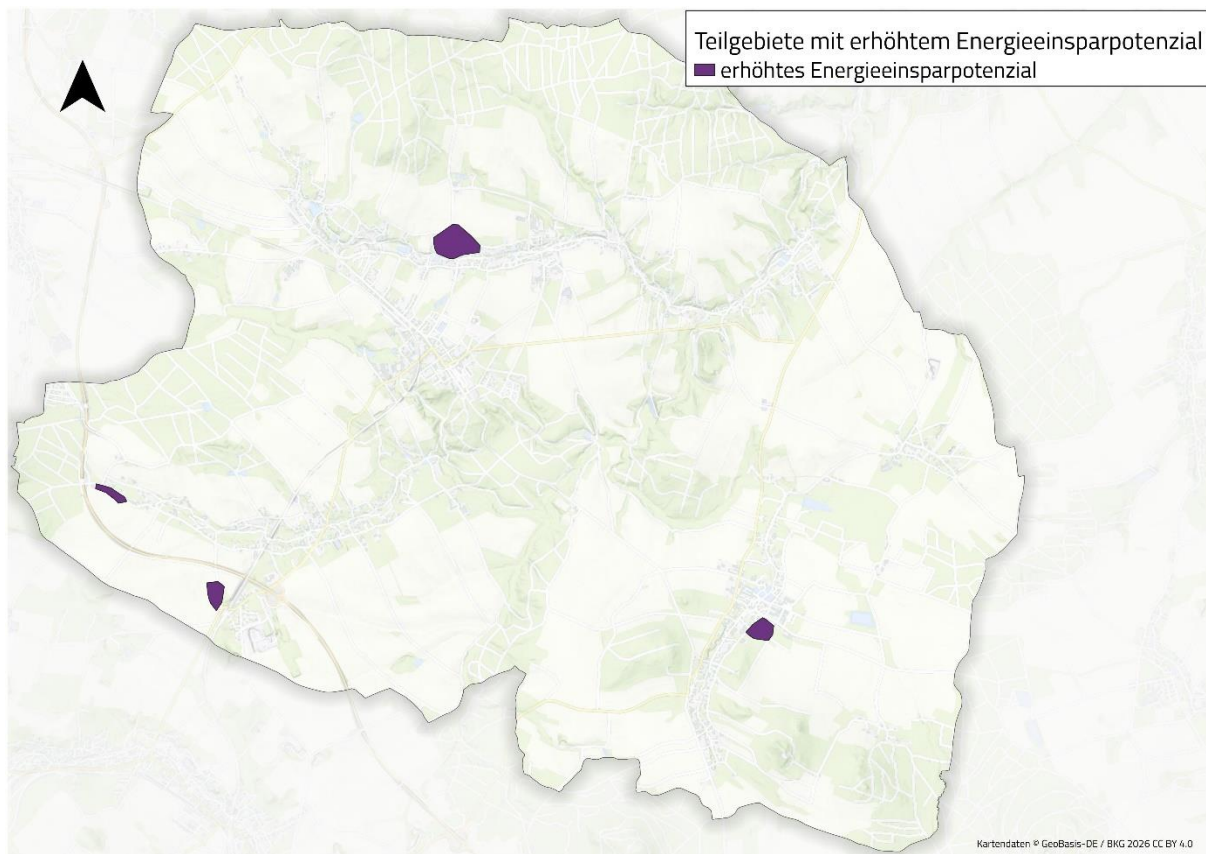 Teilgebiete mit erhöhtem Energieeinsparpotenzial
erhöhtes Energieeinsparpotenzial
Kartendaten © GeoBasis-DE / BKG 2026 CC BY 4.0